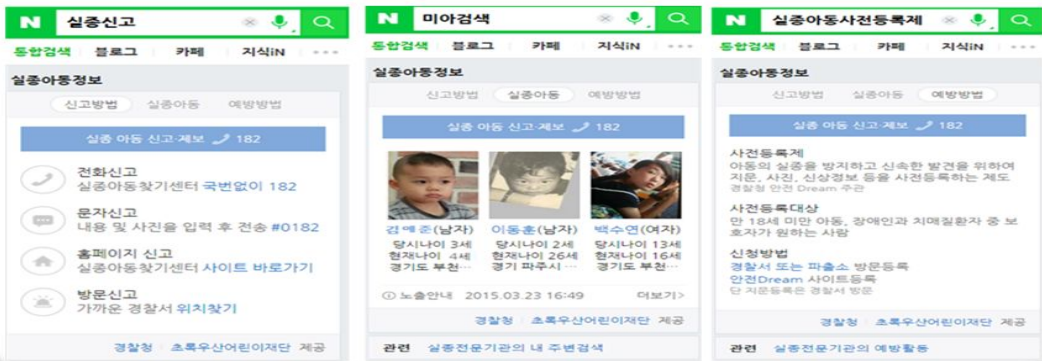 N 실종신고
통합검색 블로그 카페 지식iN
실종아동정보
신고방법 실종아동 예방방법
실종 아동 신고·제보 182
전화신고
실종아동찾기센터 국번없이 182
문자신고
내용 및 사진을 입력 후 전송 #0182
홈페이지 신고
실종아동찾기센터 사이트 바로가기
방문신고
가까운 경찰서 위치찾기
경찰청 초록우산어린이재단 제공
N 미아검색
통합검색 블로그 카페 지식iN
실종아동정보
신고방법 실종아동 예방방법
실종 아동 신고·제보 182
김예준(남자) 이동훈(남자) 백수연(여자)
당시나이 3세 당시나이 2세 당시나이 13세
현재나이 4세 현재나이 26세 현재나이 16세
경기도 부천… 경기 파주시 … 경기도 부천…
노출안내 2015.03.23 16:49 더보기>
경찰청 초록우산어린이재단 제공
관련 실종전문기관의 내 주변검색
N 실종아동사전등록제
통합검색 블로그 카페 지식iN
실종아동정보
신고방법 실종아동 예방방법
실종 아동 신고·제보 182
사전등록제
아동의 실종을 방지하고 신속한 발견을 위하여
지문, 사진, 신상정보 등을 사전등록하는 제도
경찰청 안전 Dream 주관
사전등록대상
만 18세 미만 아동, 장애인과 치매질환자 중 보
호자가 원하는 사람
신청방법
경찰서 또는 파출소 방문등록
안전Dream 사이트등록
단 지문등록은 경찰서 방문
경찰청 초록우산어린이재단 제공
관련 실종전문기관의 예방활동